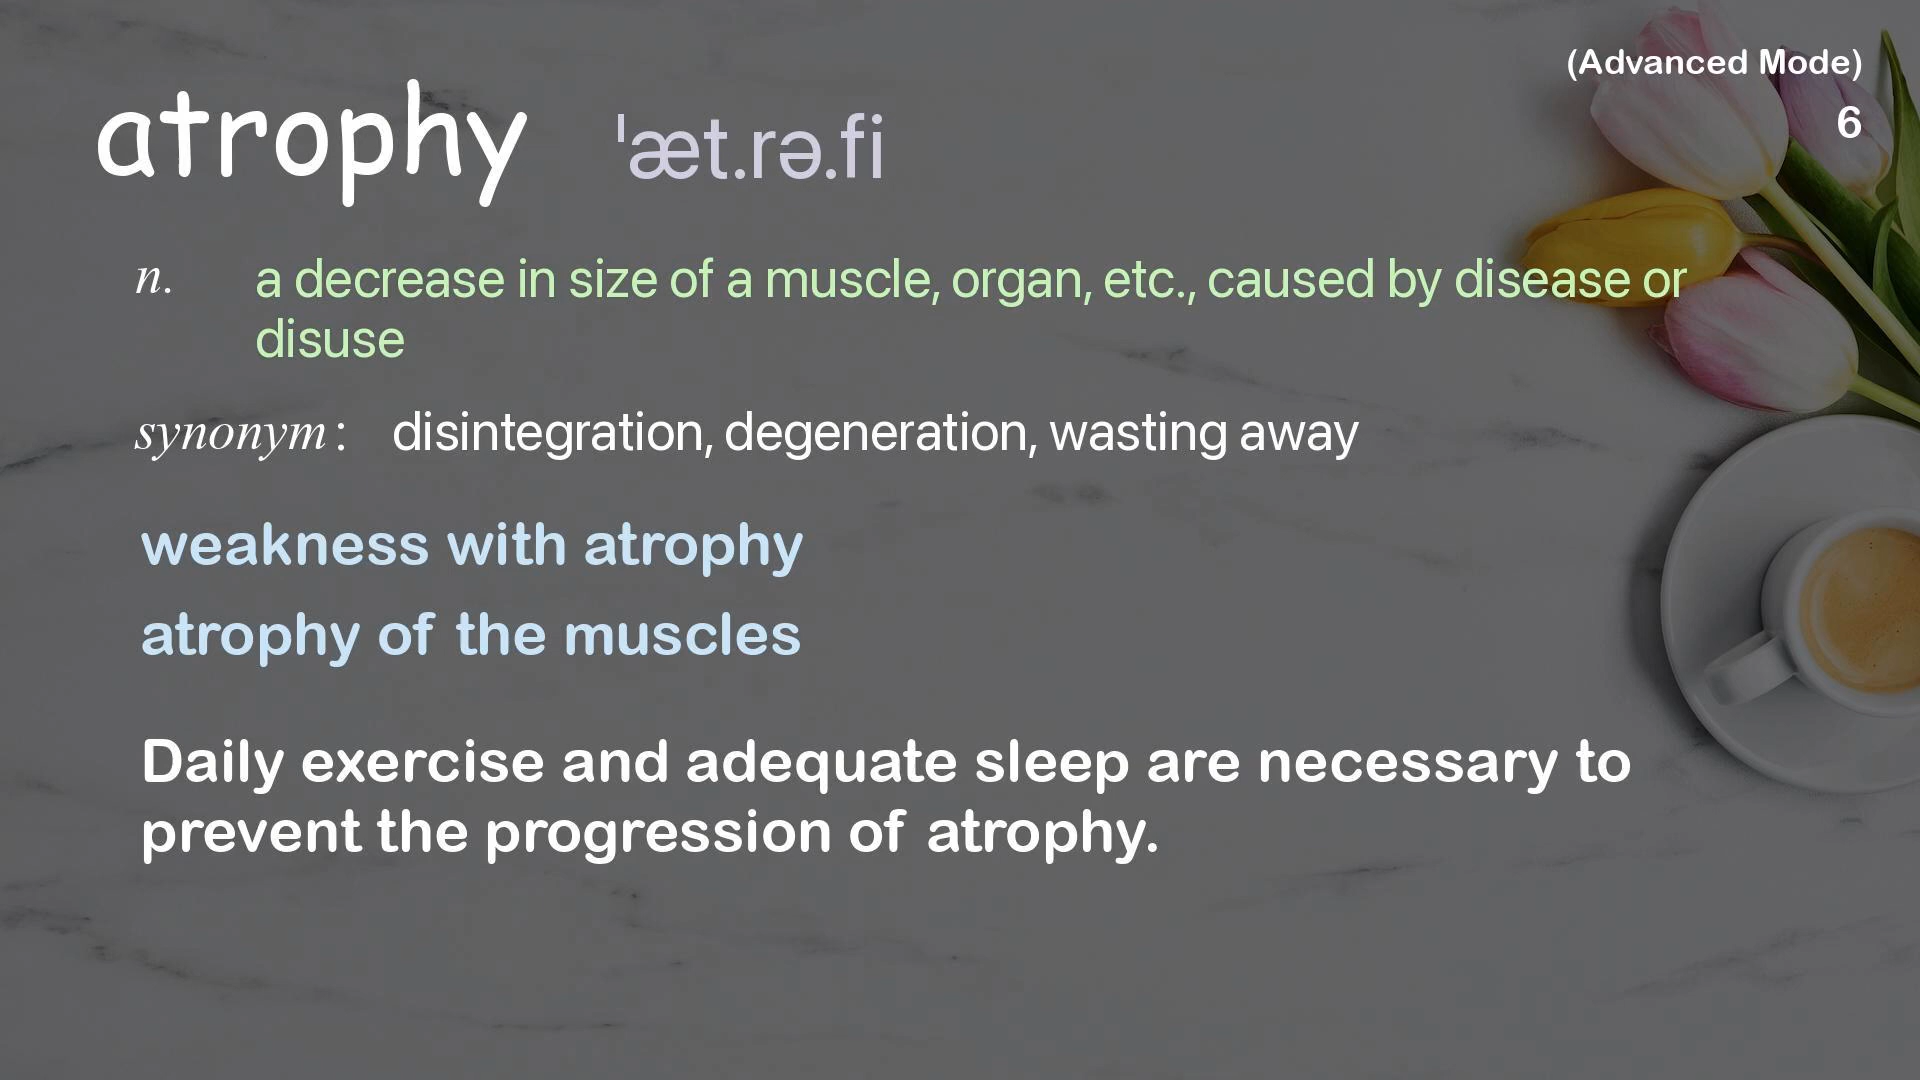 (Advanced Mode)
atrophy ˈæt.rə.fi
6
n. a decrease in size of a muscle, organ, etc., caused by disease or
disuse
synonym: disintegration, degeneration, wasting away
weakness with atrophy
atrophy of the muscles
Daily exercise and adequate sleep are necessary to
prevent the progression of atrophy.